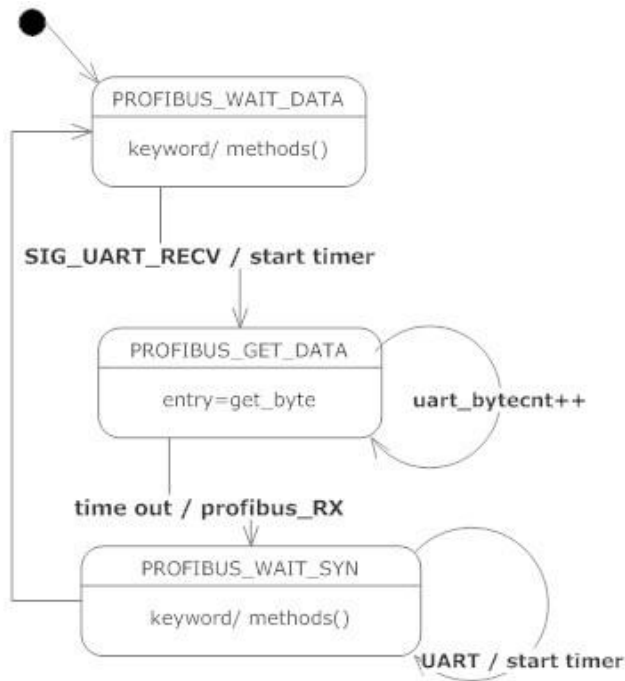 PROFIBUS_WAIT_DATA
keyword/ methods()
SIG_UART_RECV / start timer
PROFIBUS_GET_DATA
entry=get_byte
uart_bytecnt++
time out / profibus_RX
PROFIBUS_WAIT_SYN
keyword/ methods()
UART / start timer